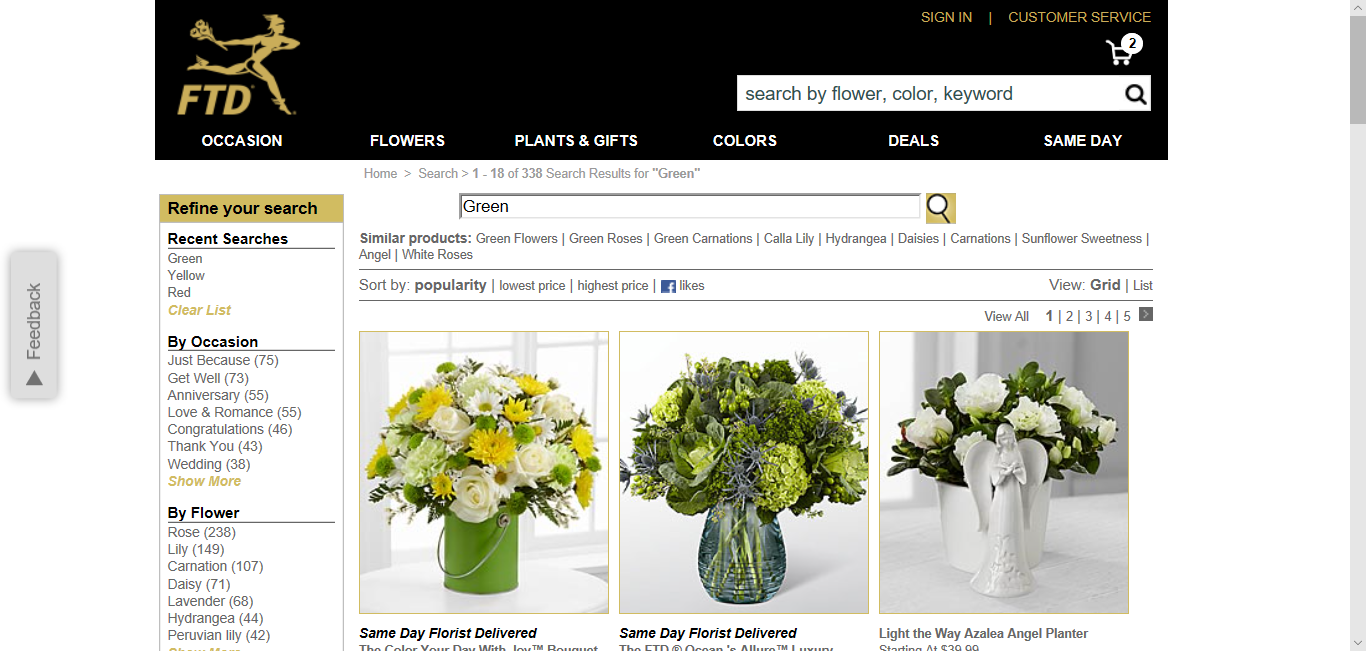 SIGN IN | CUSTOMER SERVICE
2
FTD
search by flower, color, keyword
OCCASION FLOWERS PLANTS & GIFTS COLORS DEALS SAME DAY
Home > Search > 1 - 18 of 338 Search Results for "Green"
Feedback
Refine your search
Recent Searches
Green
Yellow
Red
Clear List
By Occasion
Just Because (75)
Get Well (73)
Anniversary (55)
Love & Romance (55)
Congratulations (46)
Thank You (43)
Wedding (38)
Show More
By Flower
Rose (238)
Lily (149)
Carnation (107)
Daisy (71)
Lavender (68)
Hydrangea (44)
Peruvian lily (42)
Show More
Green
Similar products: Green Flowers | Green Roses | Green Carnations | Calla Lily | Hydrangea | Daisies | Carnations | Sunflower Sweetness |
Angel | White Roses
Sort by: popularity | lowest price | highest price | f likes
View: Grid | List
View All 1 | 2 | 3 | 4 | 5
Same Day Florist Delivered
The Color Your Day With Joy™ Bouquet
Same Day Florist Delivered
The FTD ® Ocean 's Allure™ Luxury
Light the Way Azalea Angel Planter
Starting At $39.99